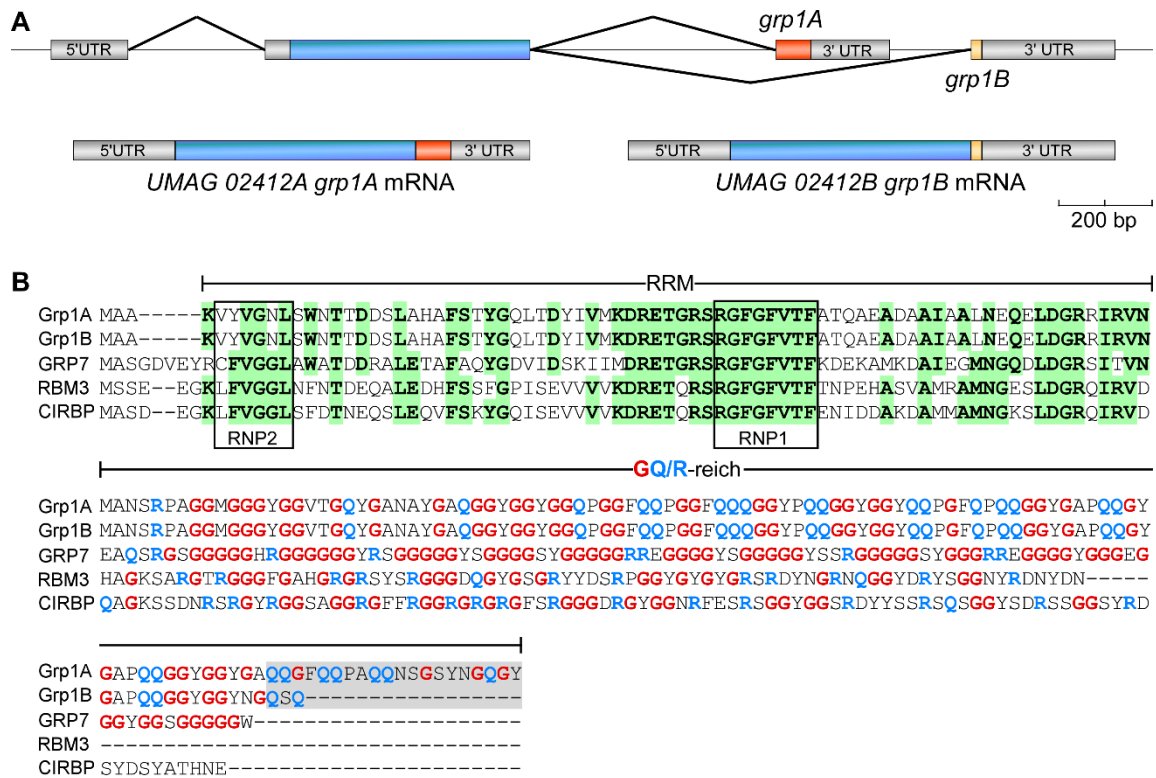 A
grp1A
5'UTR
3' UTR
3' UTR
grp1B
5'UTR
3' UTR
5'UTR
3' UTR
UMAG 02412A grp1A mRNA
UMAG 02412B grp1B mRNA
200 bp
B
RRM
Grp1A MAA-----KVYVGNLSWNTTDDSLAHAFSTYGQLTDYIVMKDRETGRSRGFGFVTFATQAEADAAIAALNEQELDGRRIRVN
Grp1B MAA-----KVYVGNLSWNTTDDSLAHAFSTYGQLTDYIVMKDRETGRSRGFGFVTFATQAEADAAIAALNEQELDGRRIRVN
GRP7 MASGDVEYRCFVGGLAWATDDRALETAFAQYGDVIDSKIIMDRETGRSRGFGFVTFKDEKAMKDAIEGMNGQDLDGRSITVN
RBM3 MSSE--EGKLFVGGLNFNTDEQALEDHFSSFGPISEVVVVKDRETQRSRGFGFVTFTNPEHASVAMRAMNGESLDGRQIRVD
CIRBP MASD--EGKLFVGGLSFDTNEQSLEQVFSKYGQISEVVVVKDRETQRSRGFGFVTFENIDDAKDAMMAMNGKSLDGRQIRVD
RNP2
RNP1
GQ/R-reich
Grp1A MANSRPAGGMGGGYGGVTGQYGANAYGAQGGYGGYGGQPGGFQQPGGFQQQGGYPQQGGYGGYQQPGFQPQQGGYGAPQQGY
Grp1B MANSRPAGGMGGGYGGVTGQYGANAYGAQGGYGGYGGQPGGFQQPGGFQQQGGYPQQGGYGGYQQPGFQPQQGGYGAPQQGY
GRP7 EAQSRGSGGGGGHRGGGGGGYRSGGGGGYSGGGGSYGGGGGRREGGGGYSGGGGGYSSRGGGGGSYGGGRREGGGGYGGGEG
RBM3 HAGKSARGTRGGGFGAHGRGRSYSRGGGDQGYGSGRYYDSRPGGYGYGYGRSRDYNGRNQGGYDRYSGGNYRDNYDN-----
CIRBP QAGKSSDNRSRGYRGGSAGGRGFFRGGRGRGRGFSRGGGDRGYGGNRFESRSGGYGGSRDYYSSRSQSGGYSDRSSGGSYRD
Grp1A GAPQQGGYGGYGAQQGFQQPAQQNSGSYNGQGY
Grp1B GAPQQGGYGGYNGQSQ-----------------
GRP7 GGYGGSGGGGGW---------------------
RBM3 ---------------------------------
CIRBP SYDSYATHNE-----------------------